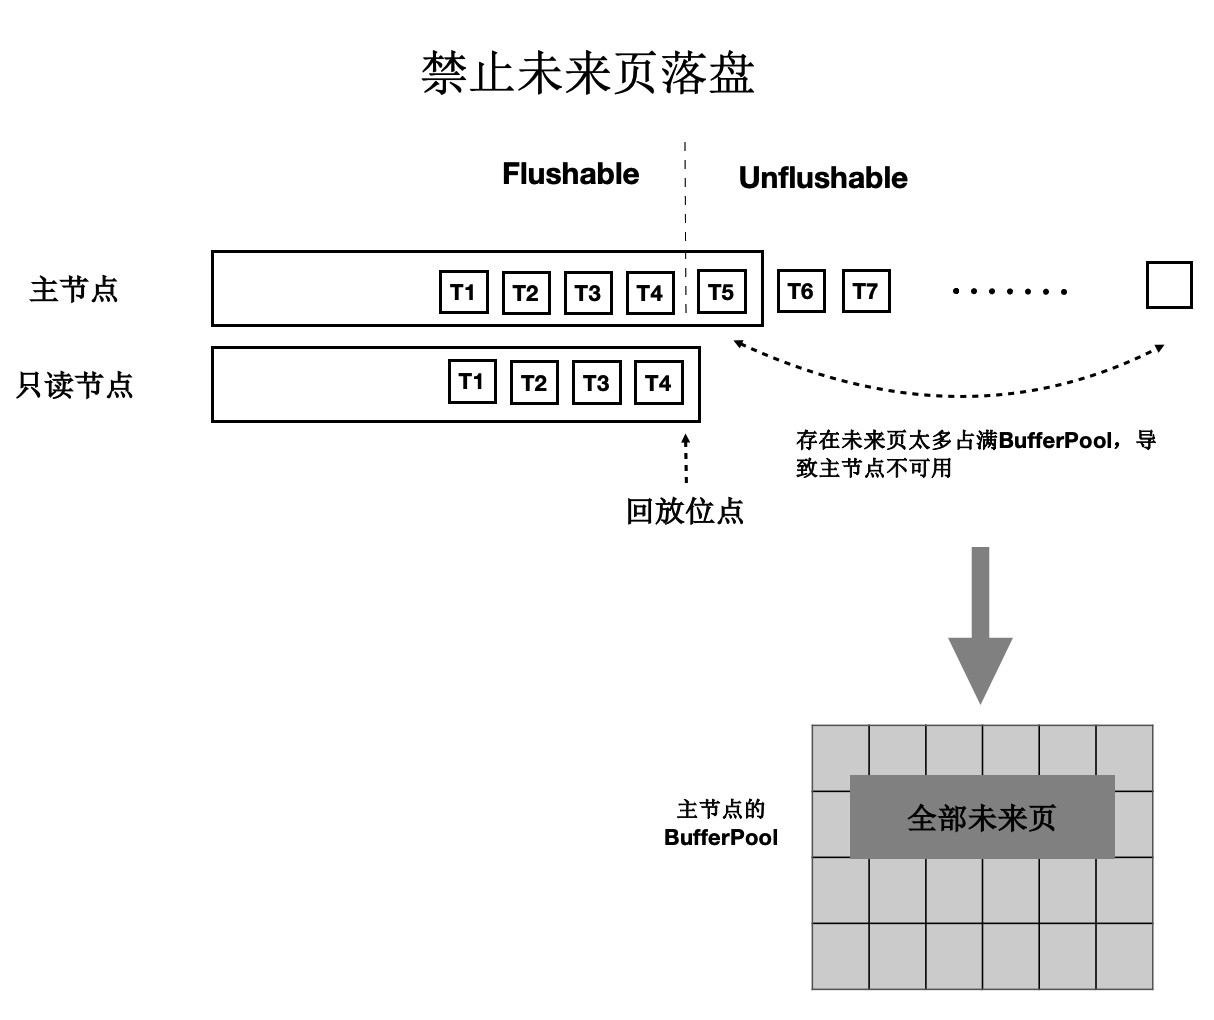 禁止未来页落盘
Flushable
Unflushable
主节点
T1
T2
T3
T4
T5
T6
T7
只读节点
T1
T2
T3
T4
存在未来页太多占满BufferPool，导
致主节点不可用
回放位点
主节点的
BufferPool
全部未来页